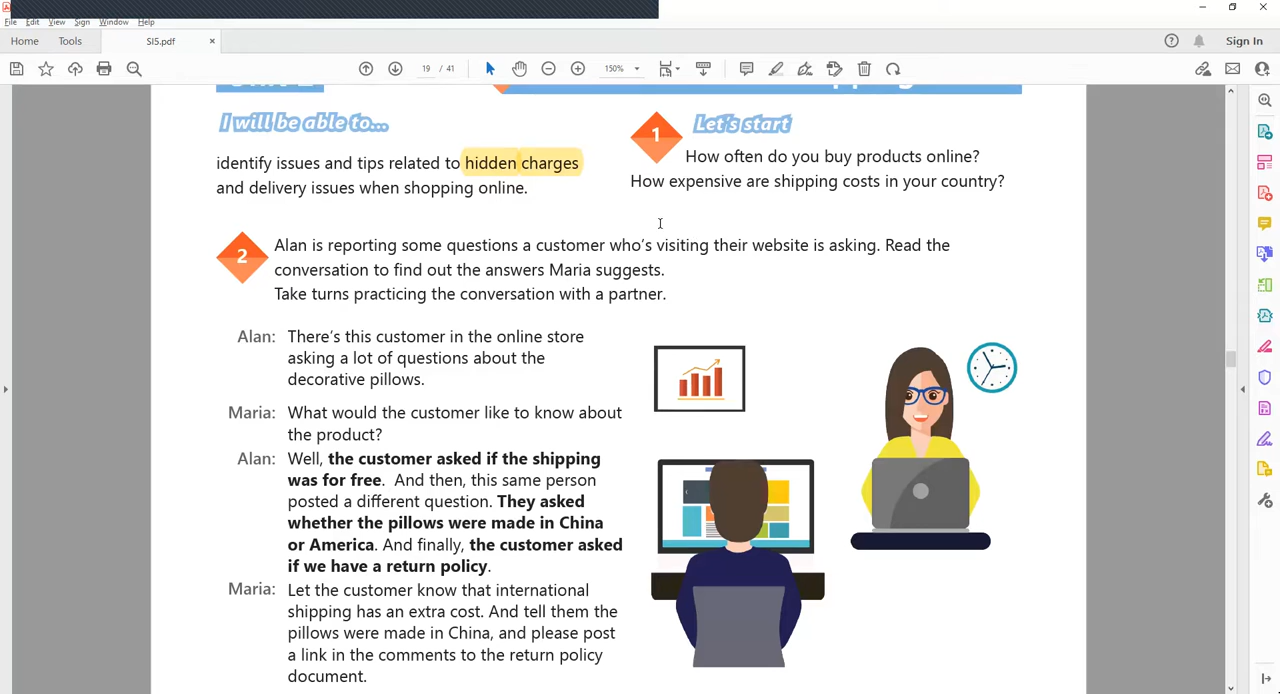 File Edit View Sign Window Help
Home Tools SI5.pdf × Sign In
19 / 41 150%
I will be able to...
identify issues and tips related to hidden charges
and delivery issues when shopping online.
1 Let's start
How often do you buy products online?
How expensive are shipping costs in your country?
2 Alan is reporting some questions a customer who's visiting their website is asking. Read the
conversation to find out the answers Maria suggests.
Take turns practicing the conversation with a partner.
Alan: There's this customer in the online store
asking a lot of questions about the
decorative pillows.
Maria: What would the customer like to know about
the product?
Alan: Well, the customer asked if the shipping
was for free. And then, this same person
posted a different question. They asked
whether the pillows were made in China
or America. And finally, the customer asked
if we have a return policy.
Maria: Let the customer know that international
shipping has an extra cost. And tell them the
pillows were made in China, and please post
a link in the comments to the return policy
document.